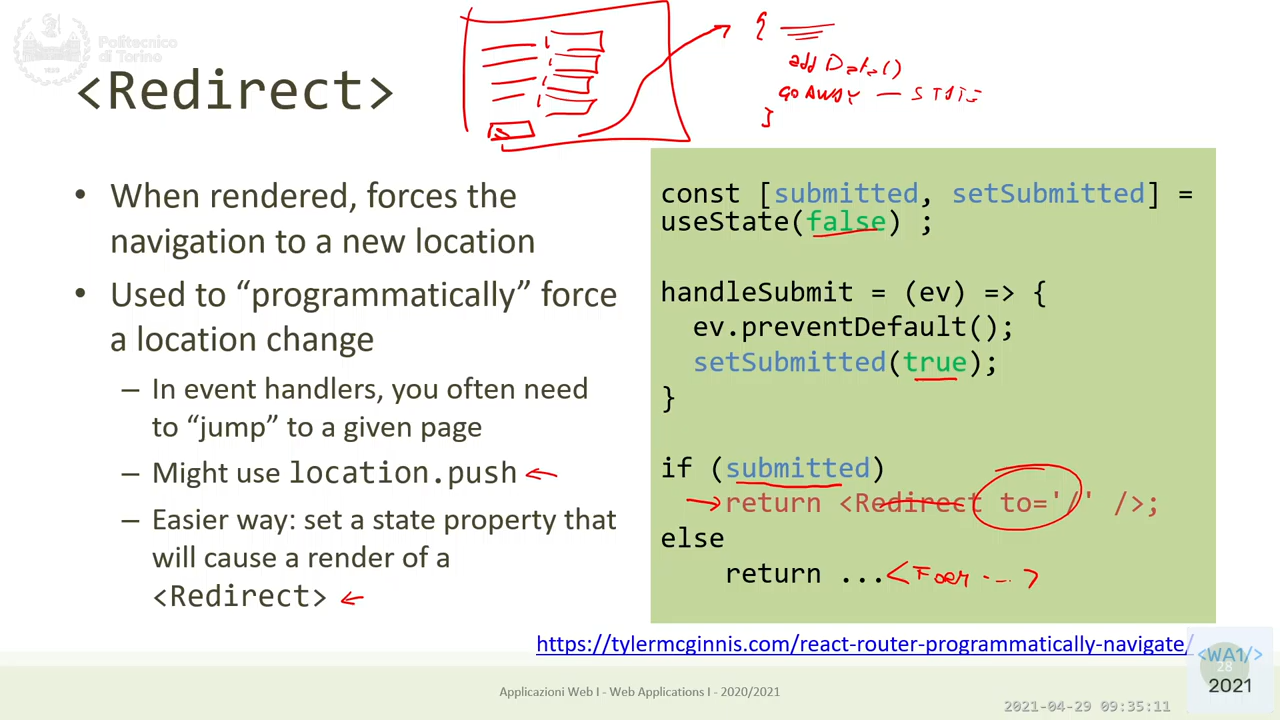 Politecnico
di Torino
<Redirect>
{
add Data()
GO AWAY — STATE
}
• When rendered, forces the
navigation to a new location
• Used to “programmatically” force
a location change
– In event handlers, you often need
to “jump” to a given page
– Might use location.push
– Easier way: set a state property that
will cause a render of a
<Redirect>
const [submitted, setSubmitted] =
useState(false) ;
handleSubmit = (ev) => {
ev.preventDefault();
setSubmitted(true);
}
if (submitted)
return <Redirect to='/' />;
else
return ...<Form ... >
https://tylermcginnis.com/react-router-programmatically-navigate/
Applicazioni Web I - Web Applications I - 2020/2021
<WA1/>
28
2021
2021-04-29 09:35:11